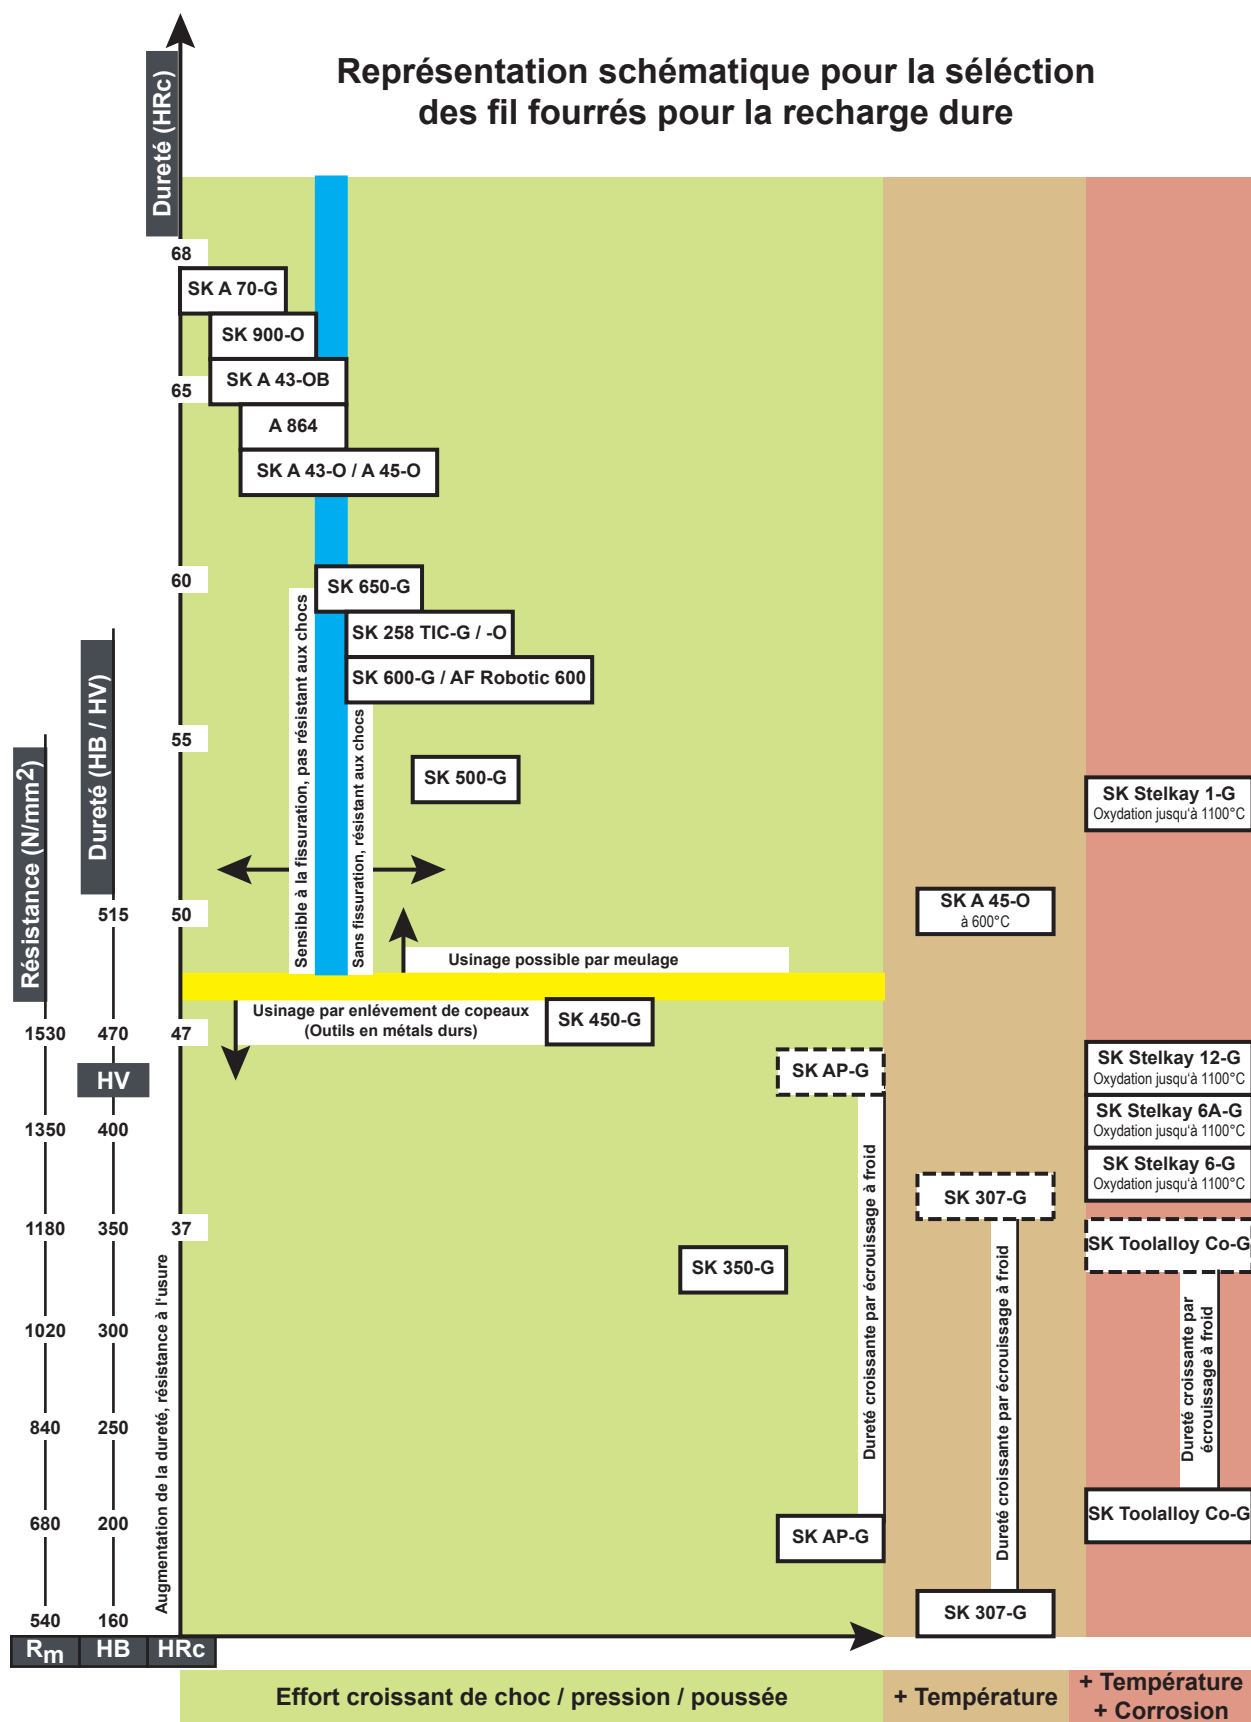 Représentation schématique pour la séléction
des fil fourrés pour la recharge dure
Dureté (HRc)
68
SK A 70-G
SK 900-O
SK A 43-OB
65
A 864
SK A 43-O / A 45-O
60
SK 650-G
SK 258 TIC-G / -O
SK 600-G / AF Robotic 600
Sensible à la fissuration, pas résistant aux chocs
Sans fissuration, résistant aux chocs
Dureté (HB / HV)
55
Résistance (N/mm2)
SK 500-G
SK Stelkay 1-G
Oxydation jusqu‘à 1100°C
515
50
SK A 45-O
à 600°C
Usinage possible par meulage
Usinage par enlévement de copeaux
(Outils en métals durs)
SK 450-G
1530
470
47
HV
SK AP-G
SK Stelkay 12-G
Oxydation jusqu‘à 1100°C
1350
400
SK Stelkay 6A-G
Oxydation jusqu‘à 1100°C
SK Stelkay 6-G
Oxydation jusqu‘à 1100°C
SK 307-G
1180
350
37
SK Toolalloy Co-G
SK 350-G
Augmentation de la dureté, résistance à l‘usure
Dureté croissante par écrouissage à froid
Dureté croissante par écrouissage à froid
Dureté croissante par
écrouissage à froid
1020
300
840
250
680
200
SK AP-G
SK Toolalloy Co-G
540
160
SK 307-G
Rm
HB
HRc
Effort croissant de choc / pression / poussée
+ Température
+ Température
+ Corrosion